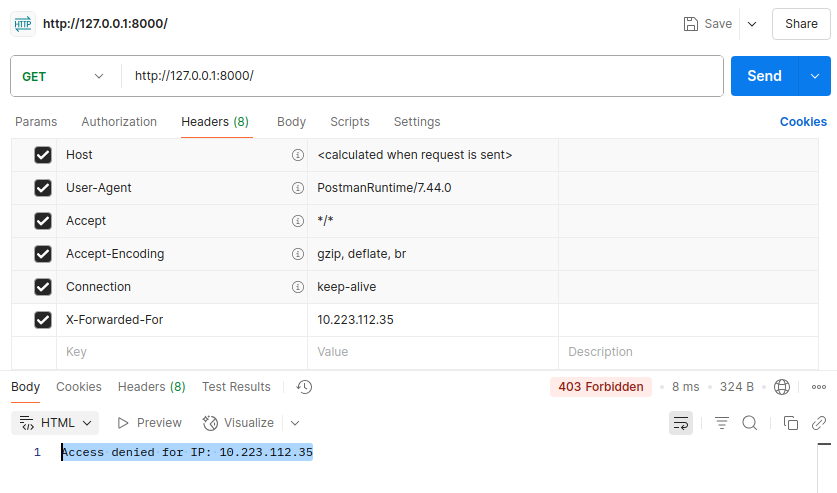 HTTP http://127.0.0.1:8000/ Save Share
GET http://127.0.0.1:8000/ Send
Params Authorization Headers (8) Body Scripts Settings Cookies
Host <calculated when request is sent>
User-Agent PostmanRuntime/7.44.0
Accept */*
Accept-Encoding gzip, deflate, br
Connection keep-alive
X-Forwarded-For 10.223.112.35
Key Value Description
Body Cookies Headers (8) Test Results 403 Forbidden • 8 ms • 324 B •
HTML Preview Visualize
1 Access denied for IP: 10.223.112.35